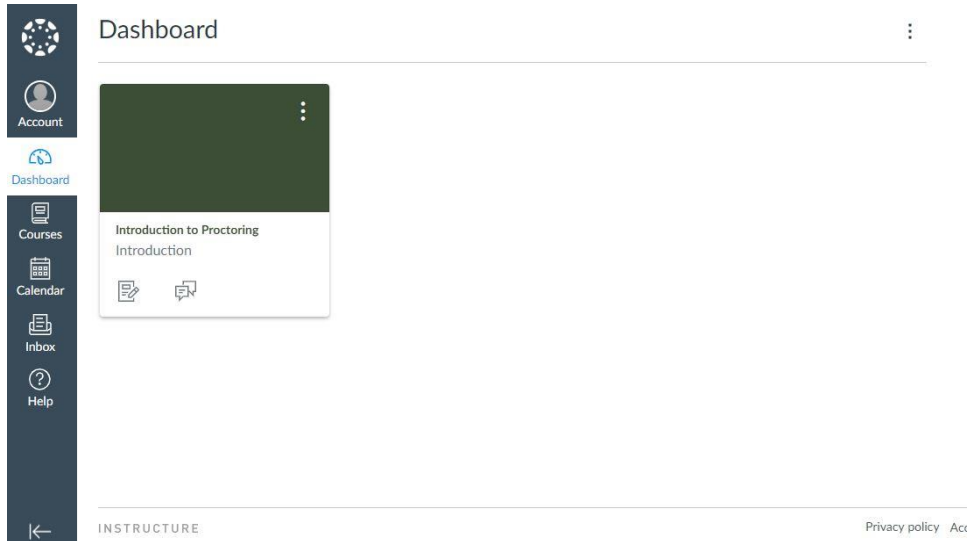 Dashboard
Account
Dashboard
Courses
Calendar
Inbox
Help
Introduction to Proctoring
Introduction
INSTRUCTURE
Privacy policy